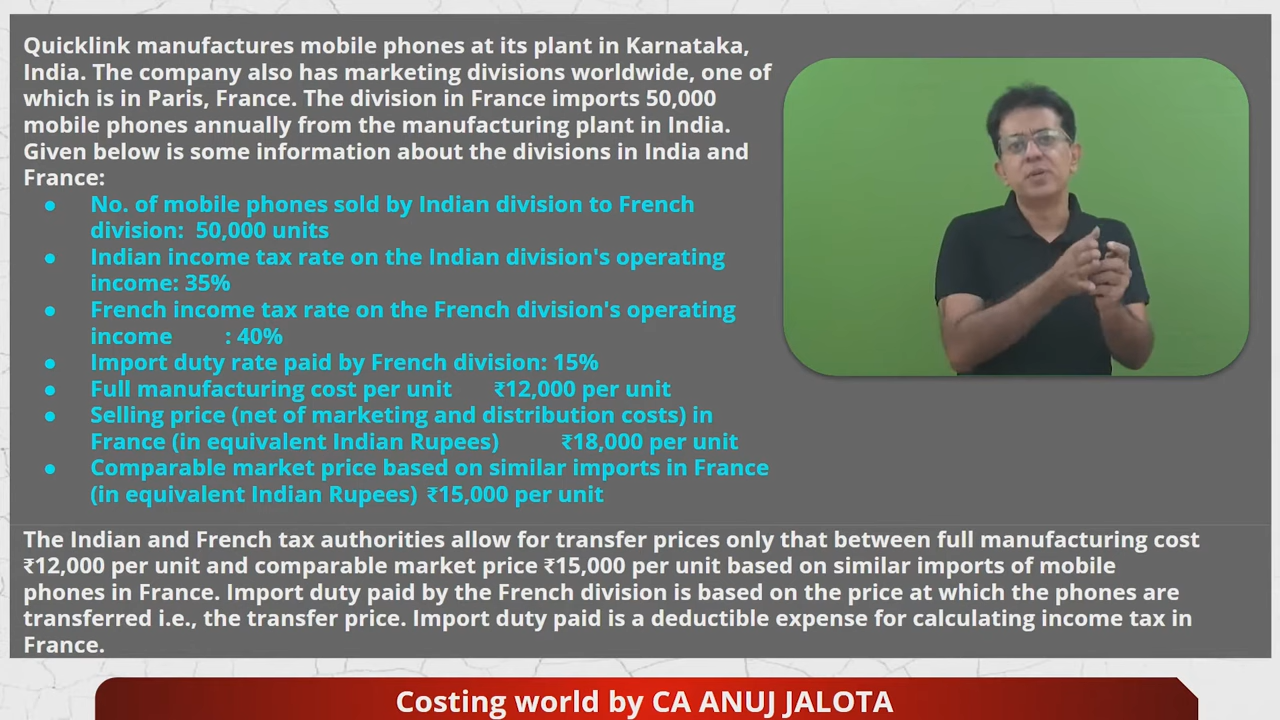 Quicklink manufactures mobile phones at its plant in Karnataka,
India. The company also has marketing divisions worldwide, one of
which is in Paris, France. The division in France imports 50,000
mobile phones annually from the manufacturing plant in India.
Given below is some information about the divisions in India and
France:
● No. of mobile phones sold by Indian division to French
division: 50,000 units
● Indian income tax rate on the Indian division's operating
income: 35%
● French income tax rate on the French division's operating
income : 40%
● Import duty rate paid by French division: 15%
● Full manufacturing cost per unit ₹12,000 per unit
● Selling price (net of marketing and distribution costs) in
France (in equivalent Indian Rupees) ₹18,000 per unit
● Comparable market price based on similar imports in France
(in equivalent Indian Rupees) ₹15,000 per unit
The Indian and French tax authorities allow for transfer prices only that between full manufacturing cost
₹12,000 per unit and comparable market price ₹15,000 per unit based on similar imports of mobile
phones in France. Import duty paid by the French division is based on the price at which the phones are
transferred i.e., the transfer price. Import duty paid is a deductible expense for calculating income tax in
France.
Costing world by CA ANUJ JALOTA